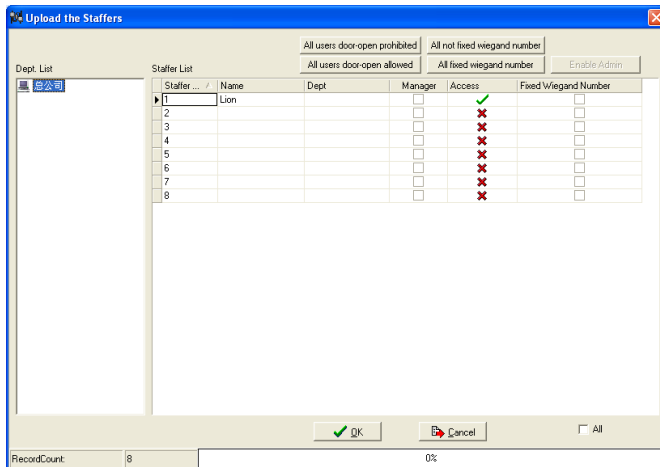 Upload the Staffers
All users door-open prohibited All not fixed wiegand number
All users door-open allowed All fixed wiegand number Enable Admin
Dept. List Staffer List
总公司
Staffer ... Name Dept Manager Access Fixed Wiegand Number
1 Lion
2
3
4
5
6
7
8
OK Cancel All
RecordCount: 8 0%